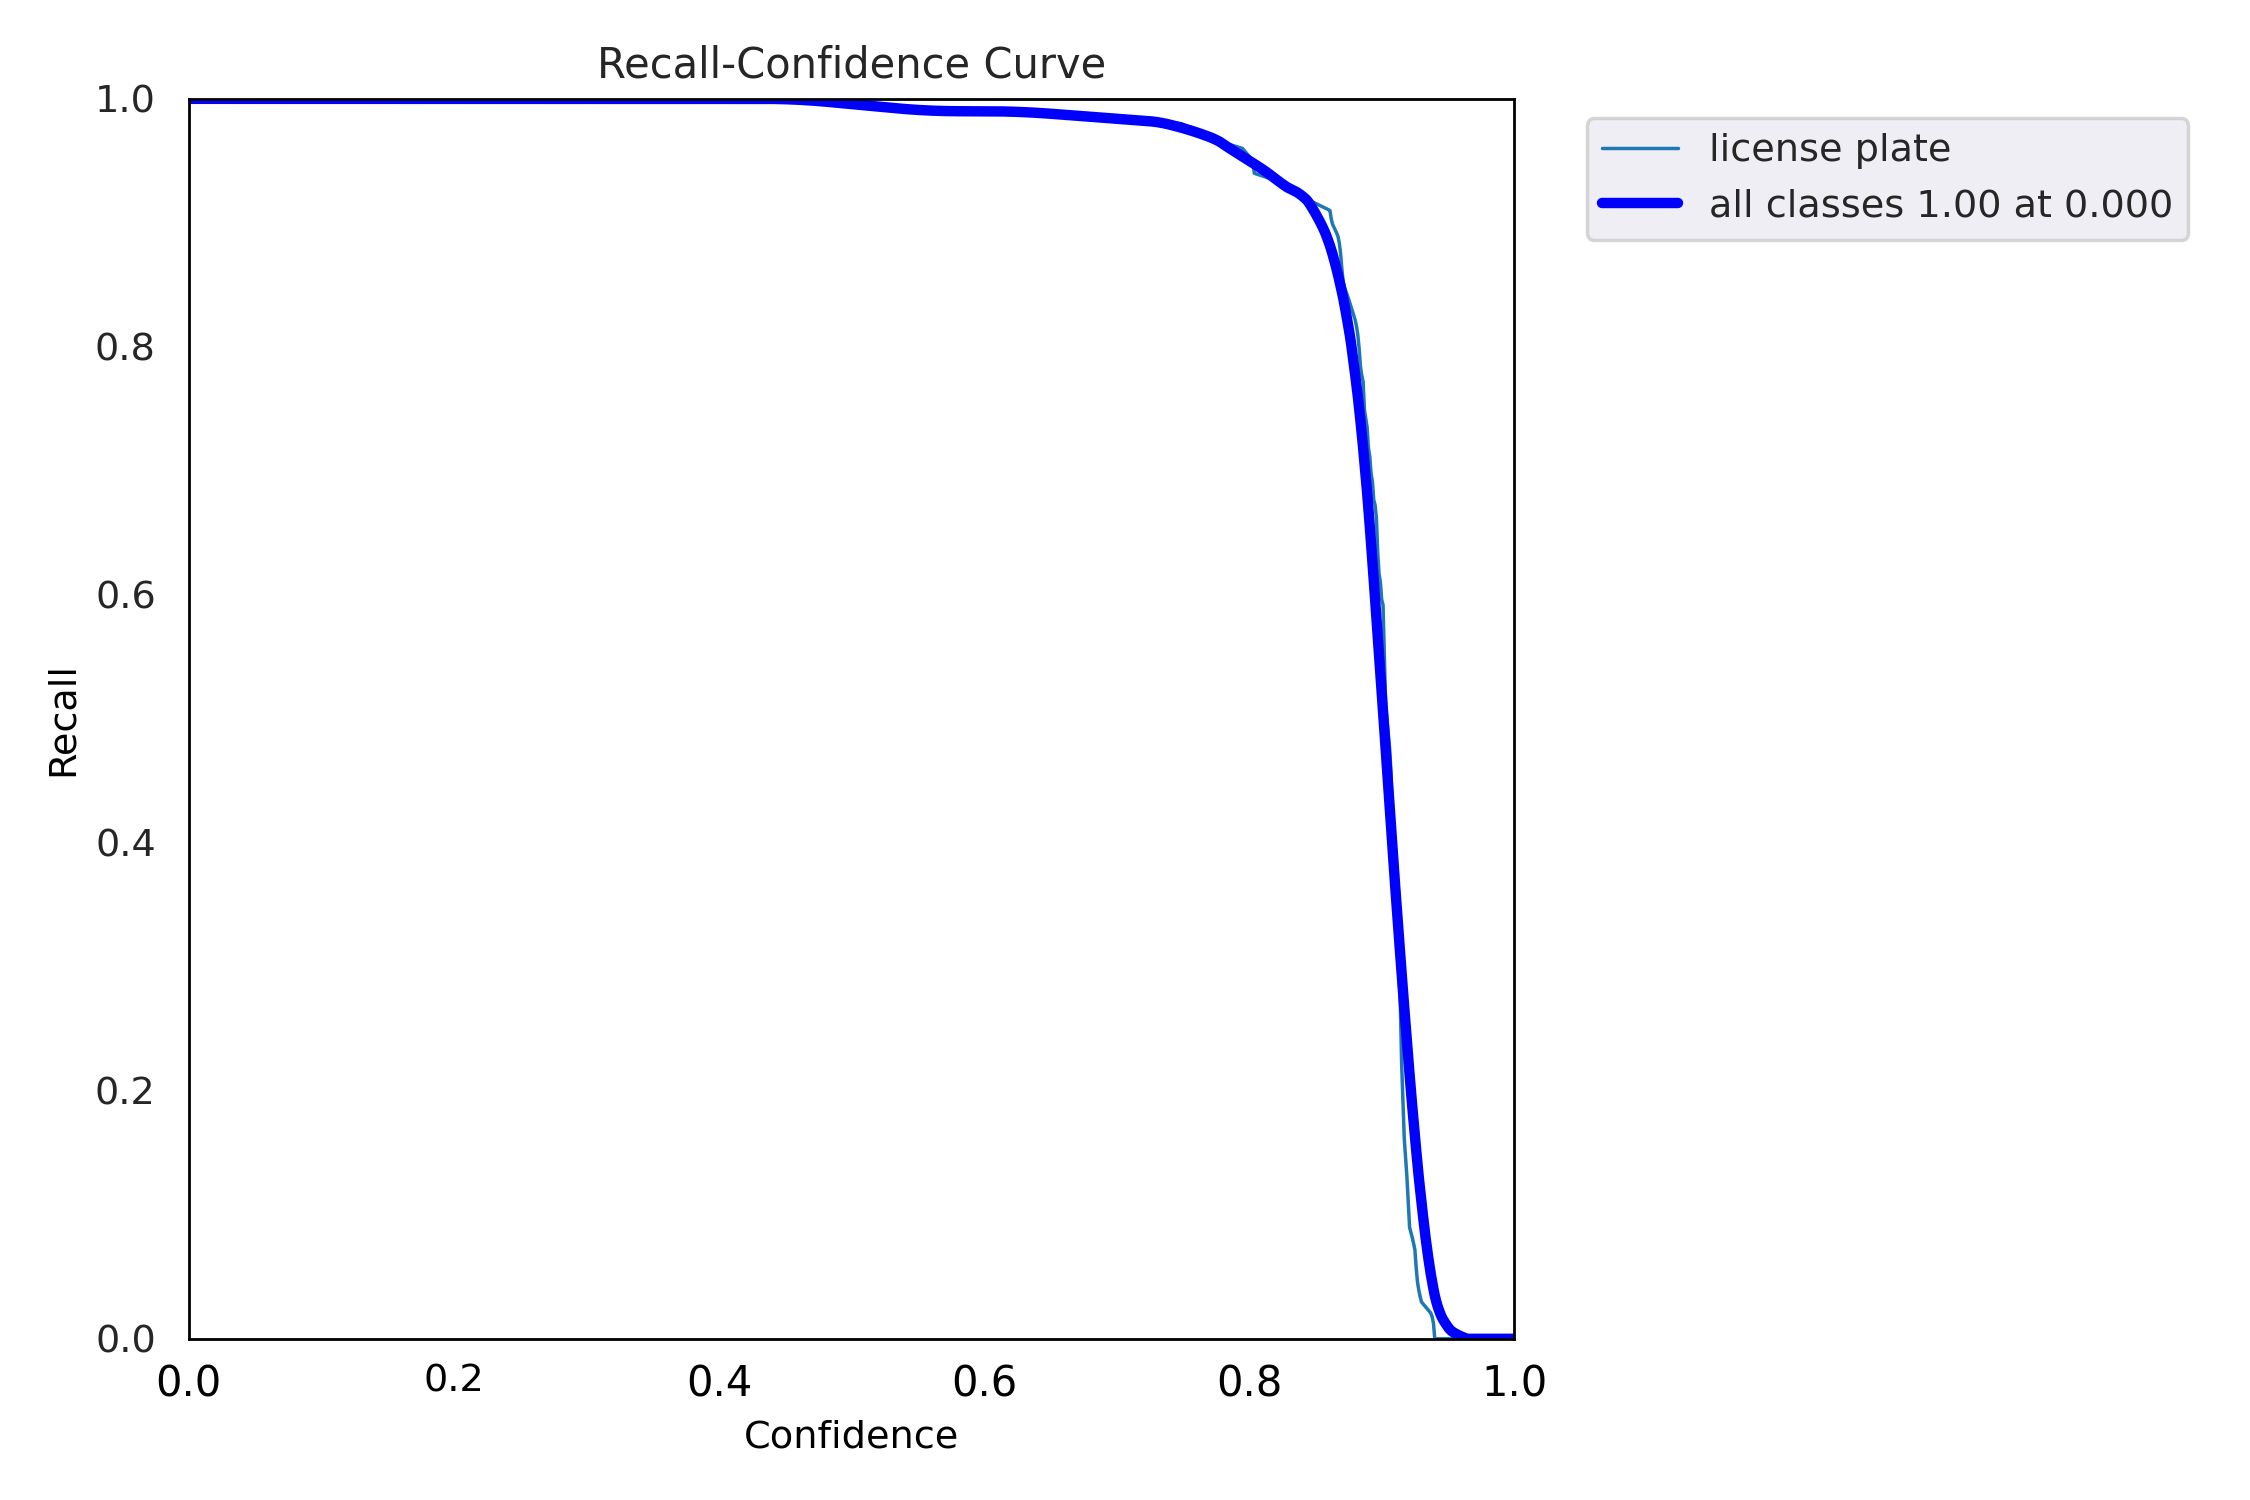 Recall-Confidence Curve
1.0
0.8
0.6
0.4
0.2
0.0
Recall
0.0 0.2 0.4 0.6 0.8 1.0
Confidence
license plate
all classes 1.00 at 0.000